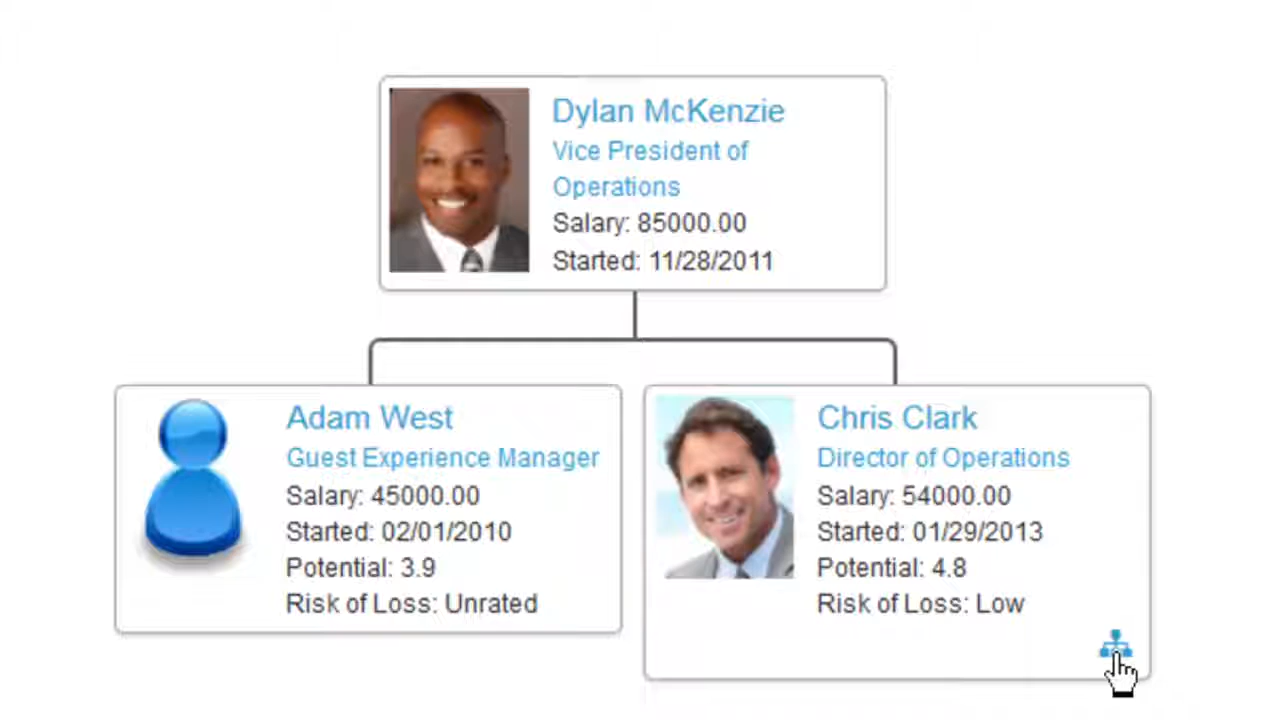 Dylan McKenzie
Vice President of
Operations
Salary: 85000.00
Started: 11/28/2011
Adam West
Guest Experience Manager
Salary: 45000.00
Started: 02/01/2010
Potential: 3.9
Risk of Loss: Unrated
Chris Clark
Director of Operations
Salary: 54000.00
Started: 01/29/2013
Potential: 4.8
Risk of Loss: Low